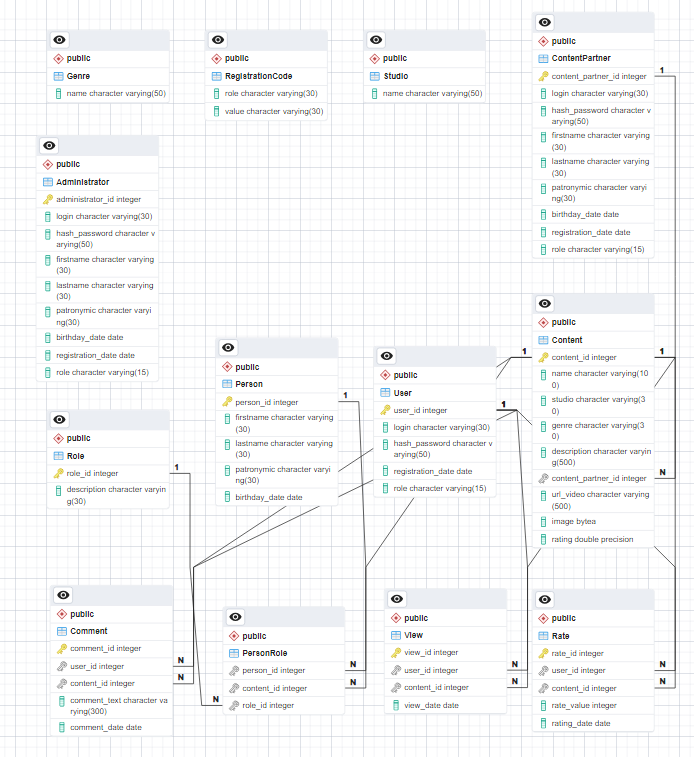 public
Genre
name character varying(50)
public
RegistrationCode
role character varying(30)
value character varying(30)
public
Studio
name character varying(50)
public
ContentPartner
content_partner_id integer
login character varying(30)
hash_password character v
arying(50)
firstname character varying
(30)
lastname character varying
(30)
patronymic character varyi
ng(30)
birthday_date date
registration_date date
role character varying(15)
1
public
Administrator
administrator_id integer
login character varying(30)
hash_password character v
arying(50)
firstname character varying
(30)
lastname character varying
(30)
patronymic character varyi
ng(30)
birthday_date date
registration_date date
role character varying(15)
public
Person
person_id integer
firstname character varying
(30)
lastname character varying
(30)
patronymic character varyi
ng(30)
birthday_date date
1
public
User
user_id integer
login character varying(30)
hash_password character v
arying(50)
registration_date date
role character varying(15)
1
1
public
Content
content_id integer
name character varying(10
0)
studio character varying(3
0)
genre character varying(3
0)
description character varyin
g(500)
content_partner_id integer
url_video character varying
(500)
image bytea
rating double precision
1
N
public
Role
role_id integer
description character varyin
g(30)
1
public
Comment
comment_id integer
user_id integer
content_id integer
comment_text character va
rying(300)
comment_date date
N
N
public
PersonRole
person_id integer
content_id integer
role_id integer
N
N
N
public
View
view_id integer
user_id integer
content_id integer
view_date date
N
N
public
Rate
rate_id integer
user_id integer
content_id integer
rate_value integer
rating_date date
N
N